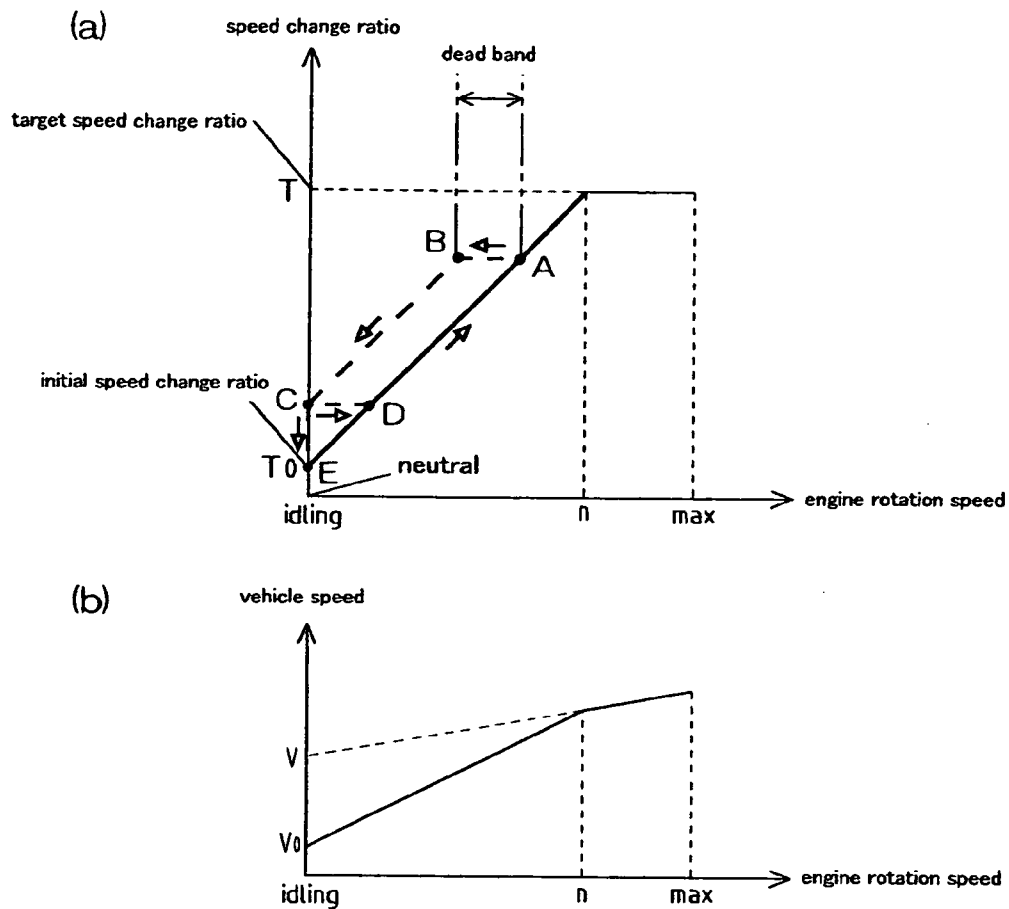 (a)
speed change ratio
dead band
target speed change ratio
T
B
A
initial speed change ratio
C
D
T0
E
neutral
idling
n
max
engine rotation speed
(b)
vehicle speed
V
V0
idling
n
max
engine rotation speed